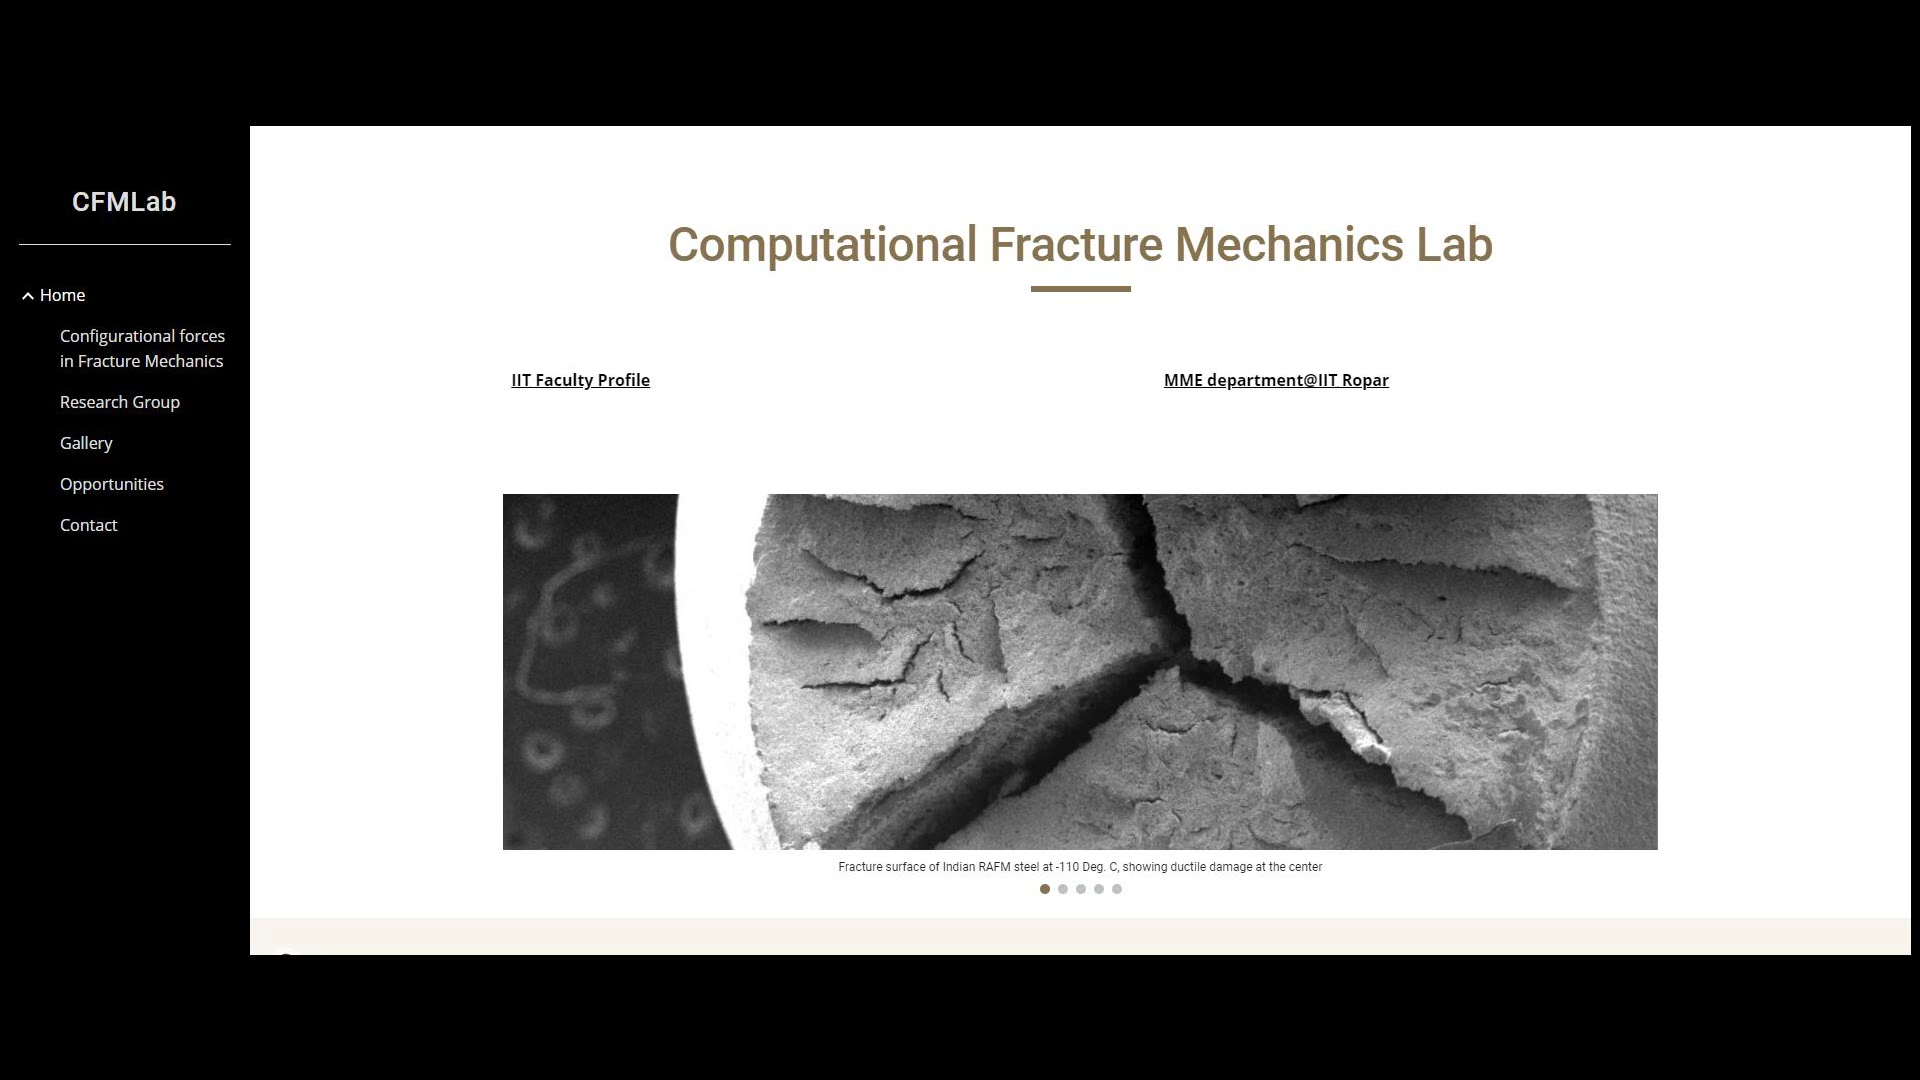 CFMLab
Home
Configurational forces
in Fracture Mechanics
Research Group
Gallery
Opportunities
Contact
Computational Fracture Mechanics Lab
IIT Faculty Profile
MME department@IIT Ropar
Fracture surface of Indian RAFM steel at -110 Deg. C, showing ductile damage at the center